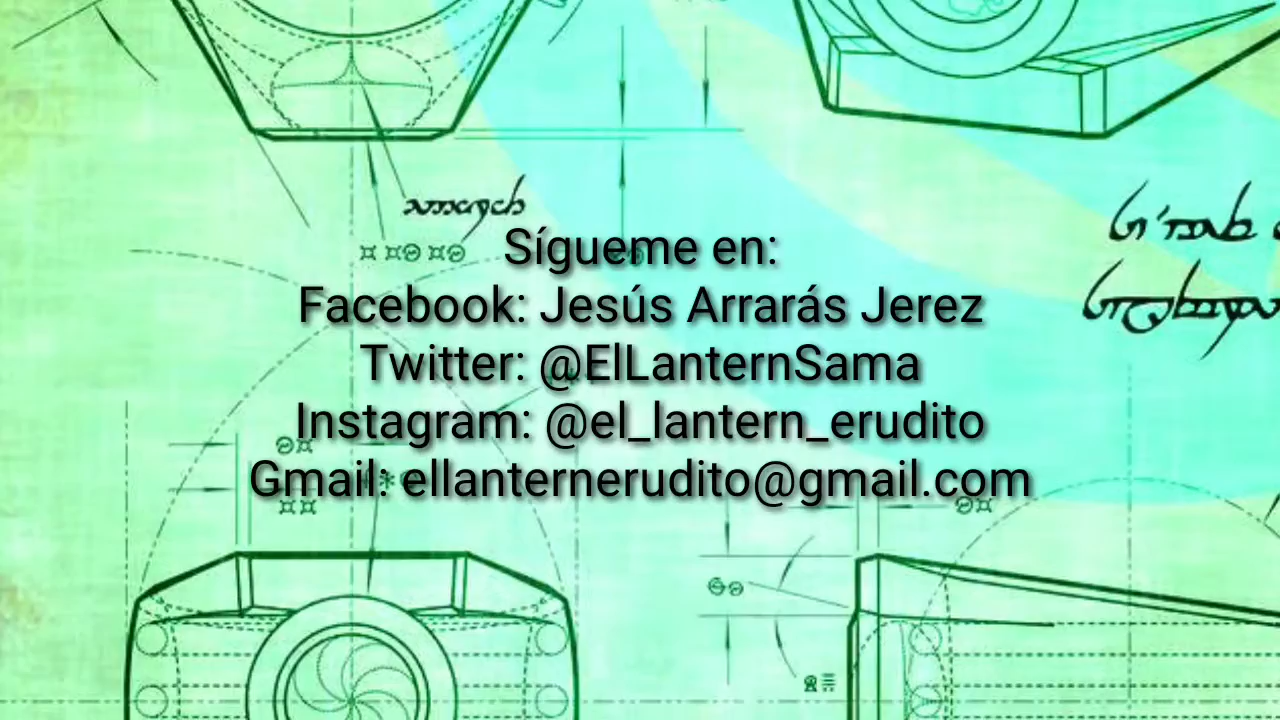 Sígueme en:
Facebook: Jesús Arrarás Jerez
Twitter: @ElLanternSama
Instagram: @el_lantern_erudito
Gmail: ellanternerudito@gmail.com